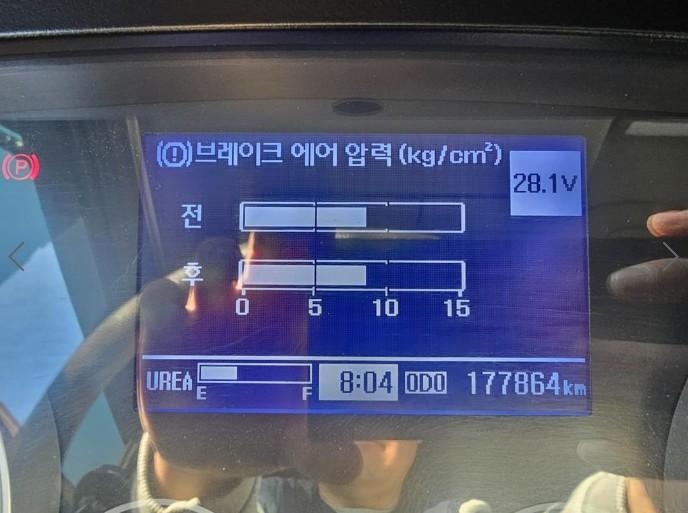 (P)
(!)브레이크 에어 압력 (kg/cm²)
28.1V
전
후
0 5 10 15
UREA E F 8:04 ODO 177864km